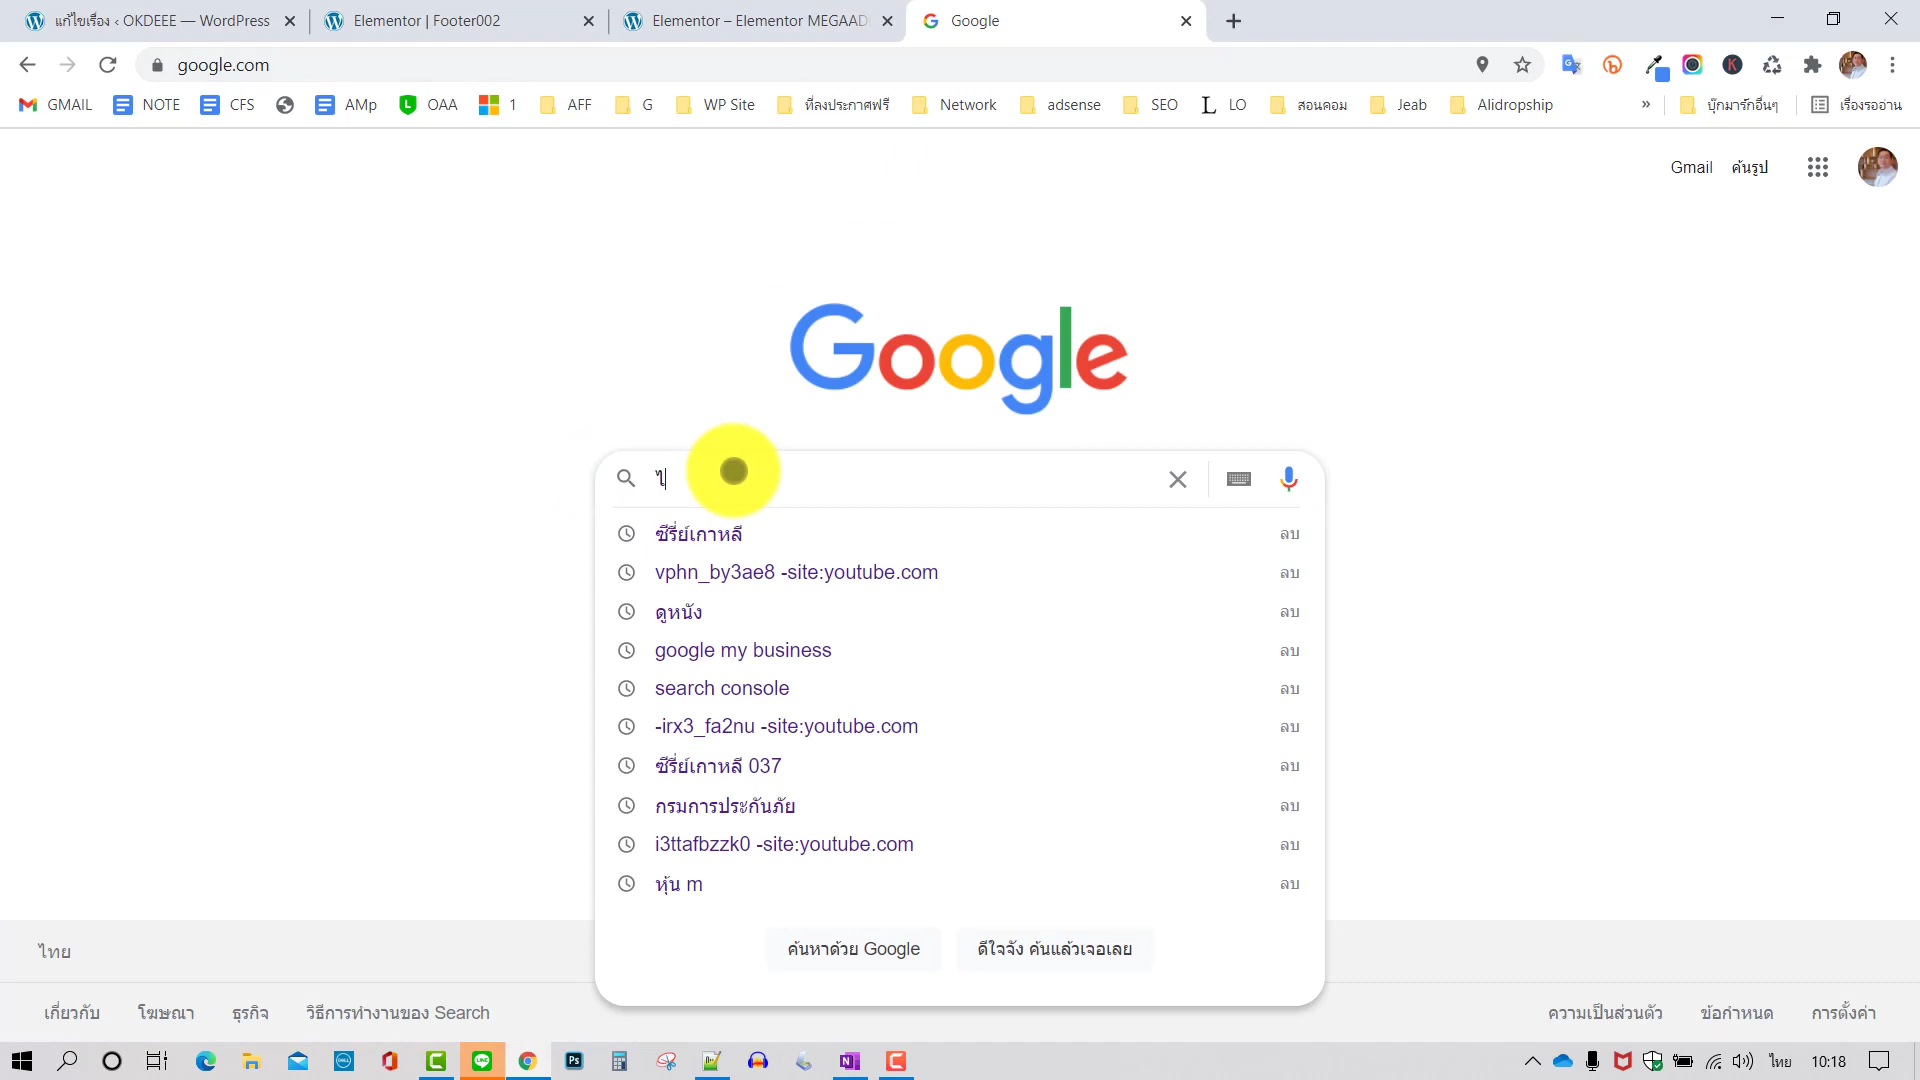 แก้ไขเรื่อง ‹ OKDEEE — WordPress
Elementor | Footer002
Elementor – Elementor MEGAAD
Google
google.com
GMAIL
NOTE
CFS
AMp
OAA
1
AFF
G
WP Site
ที่ลงประกาศฟรี
Network
adsense
SEO
LO
สอนคอม
Jeab
Alidropship
»
บุ๊กมาร์กอื่นๆ
เรื่องรออ่าน
Gmail
ค้นรูป
Google
ไ
ซีรี่ย์เกาหลี ลบ
vphn_by3ae8 -site:youtube.com ลบ
ดูหนัง ลบ
google my business ลบ
search console ลบ
-irx3_fa2nu -site:youtube.com ลบ
ซีรี่ย์เกาหลี 037 ลบ
กรมการประกันภัย ลบ
i3ttafbzzk0 -site:youtube.com ลบ
หุ้น m ลบ
ค้นหาด้วย Google
ดีใจจัง ค้นแล้วเจอเลย
ไทย
เกี่ยวกับ
โฆษณา
ธุรกิจ
วิธีการทำงานของ Search
ความเป็นส่วนตัว
ข้อกำหนด
การตั้งค่า
ไทย
10:18